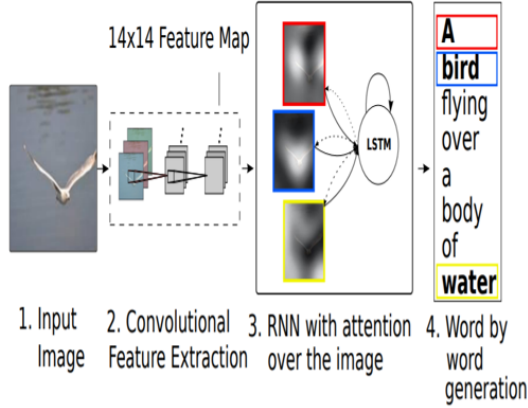 14x14 Feature Map
LSTM
A
bird
flying
over
a
body
of
water
1. Input
Image
2. Convolutional
Feature Extraction
3. RNN with attention
over the image
4. Word by
word
generation